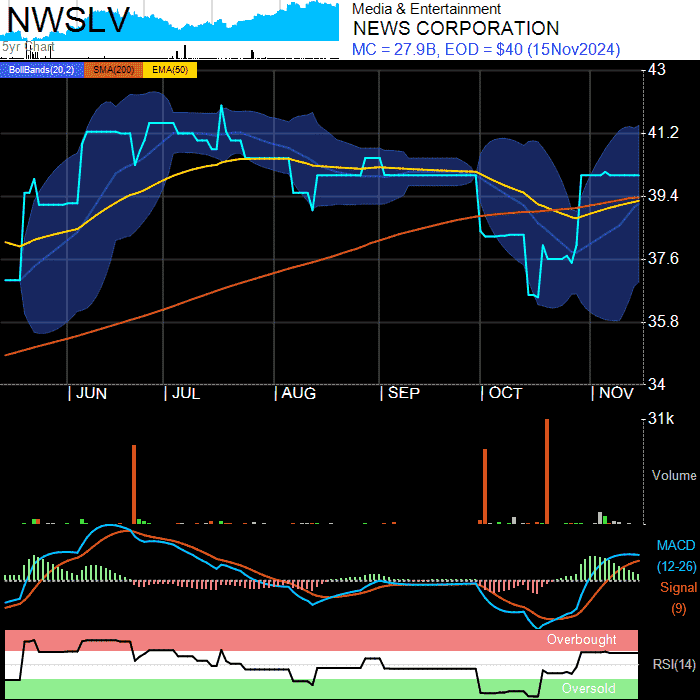 NWSLV
5yr Chart
Media & Entertainment
NEWS CORPORATION
MC = 27.9B, EOD = $40 (15Nov2024)
BollBands(20,2) SMA(200) EMA(50)
43
41.2
39.4
37.6
35.8
34
JUN JUL AUG SEP OCT NOV
31k
Volume
MACD
(12-26)
Signal
(9)
Overbought
RSI(14)
Oversold